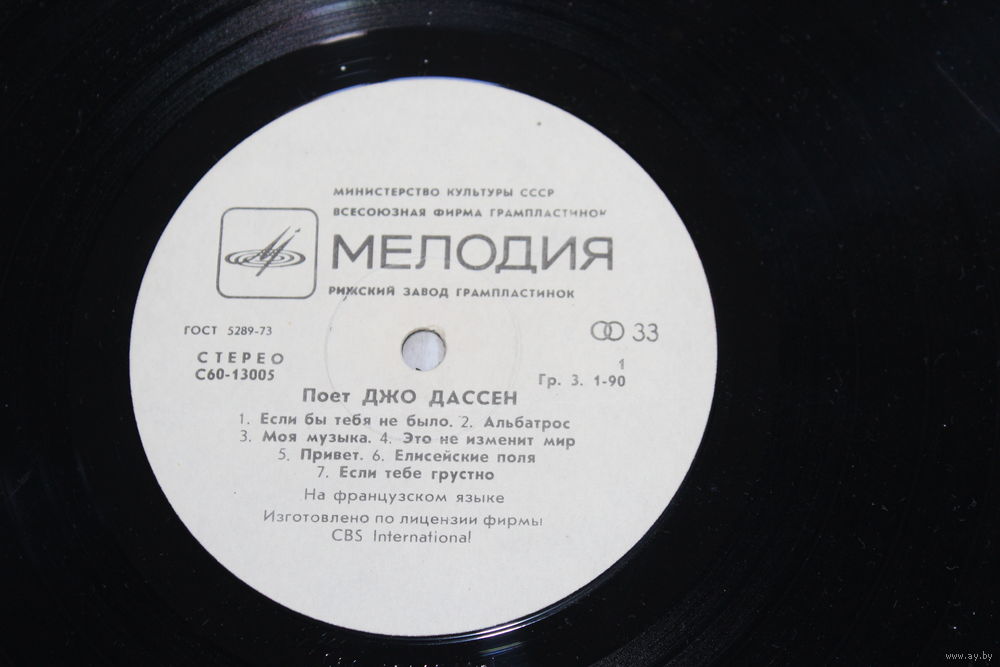 МИНИСТЕРСТВО КУЛЬТУРЫ СССР
ВСЕСОЮЗНАЯ ФИРМА ГРАМПЛАСТИНОК
МЕЛОДИЯ
РИЖСКИЙ ЗАВОД ГРАМПЛАСТИНОК
ГОСТ 5289-73
33
СТЕРЕО
С60-13005
1
Гр. 3. 1-90
Поет ДЖО ДАССЕН
1. Если бы тебя не было. 2. Альбатрос
3. Моя музыка. 4. Это не изменит мир
5. Привет. 6. Елисейские поля
7. Если тебе грустно
На французском языке
Изготовлено по лицензии фирмы
CBS International
www.ay.by